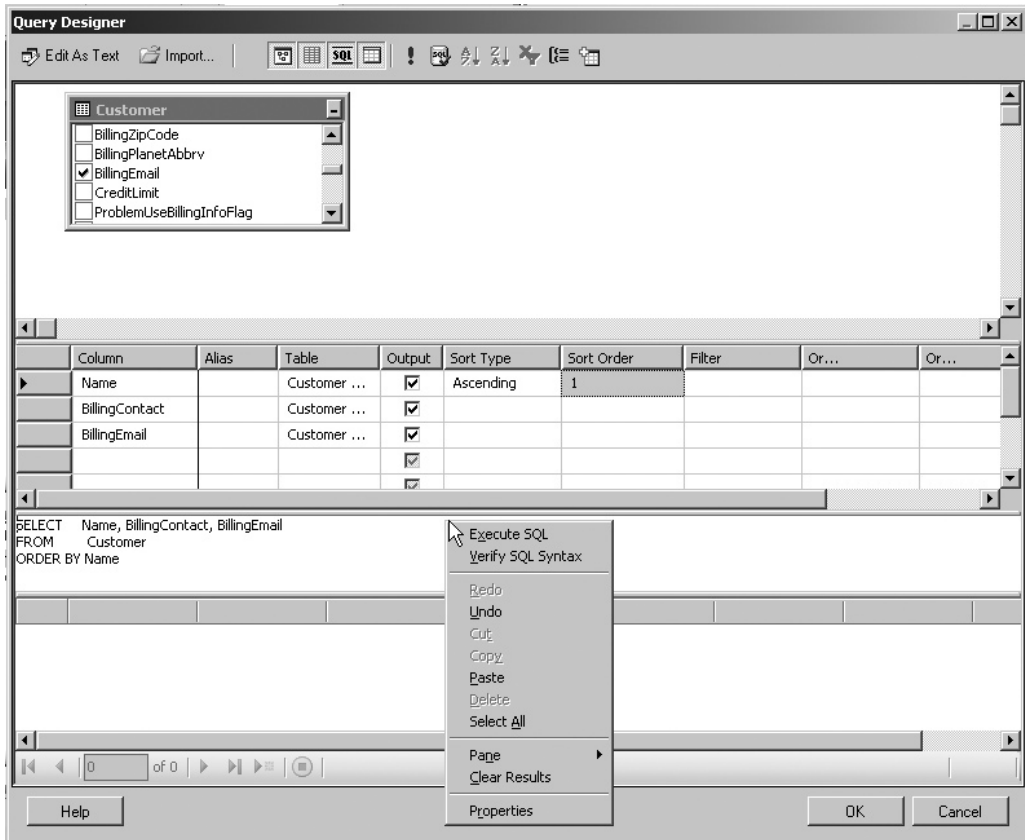 Query Designer
Edit As Text Import... SQL
Customer
BillingZipCode
BillingPlanetAbbrv
BillingEmail
CreditLimit
ProblemUseBillingInfoFlag
Column Alias Table Output Sort Type Sort Order Filter Or... Or...
Name Customer ... Ascending 1
BillingContact Customer ...
BillingEmail Customer ...
SELECT Name, BillingContact, BillingEmail
FROM Customer
ORDER BY Name
Execute SQL
Verify SQL Syntax
Redo
Undo
Cut
Copy
Paste
Delete
Select All
Pane
Clear Results
Properties
0 of 0
Help OK Cancel